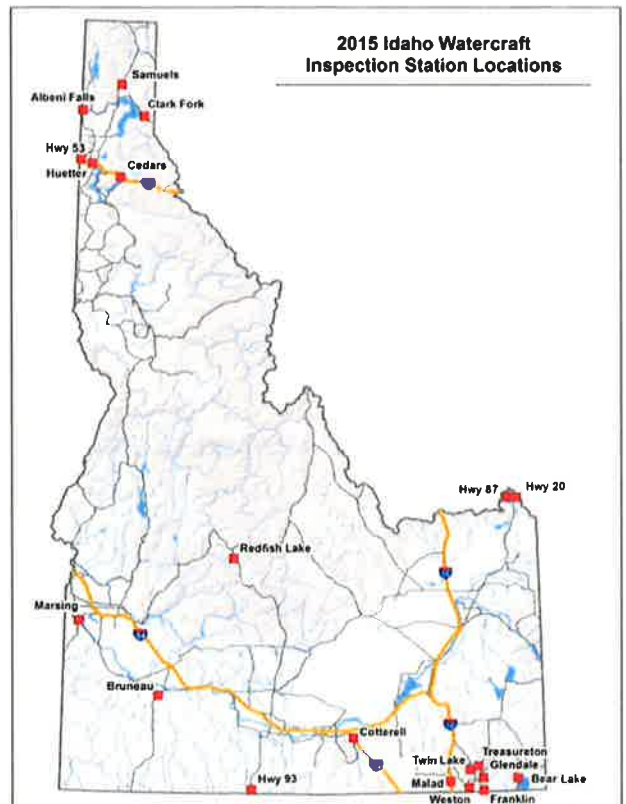 2015 Idaho Watercraft
Inspection Station Locations
Samuels
Albeni Falls
Clark Fork
Hwy 53
Cedars
Huetter
Hwy 87
Hwy 20
Redfish Lake
Marsing
84
Bruneau
Cotterell
Treasureton
Twin Lake
Glendale
Bear Lake
Malad
Hwy 93
Weston
Franklin